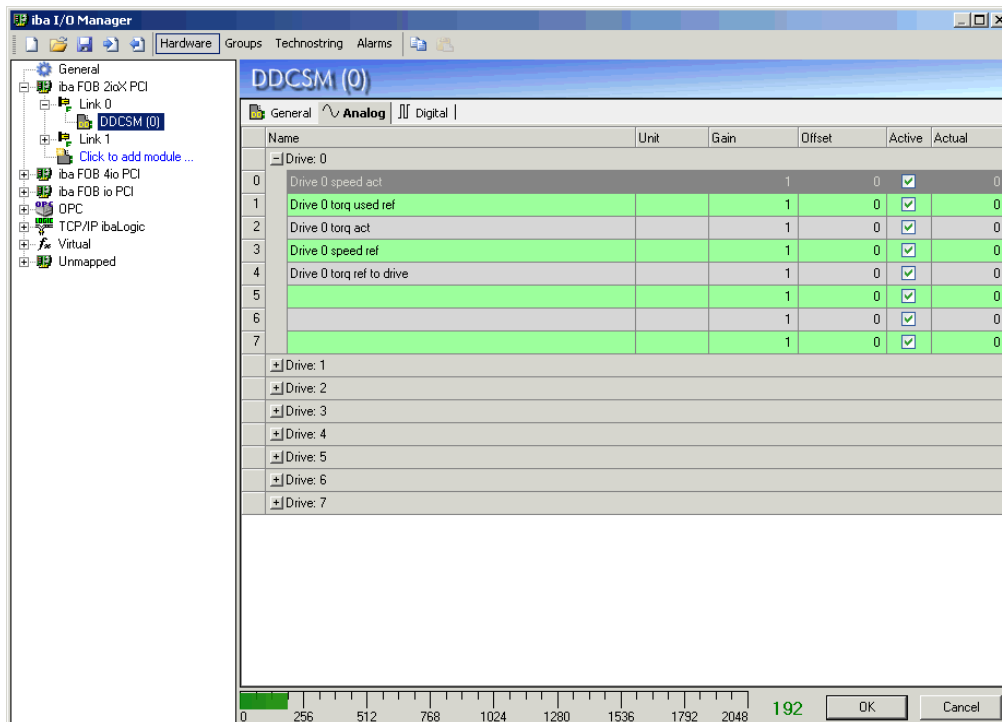 iba I/O Manager
Hardware Groups Technostring Alarms
General
iba FOB 2ioX PCI
Link 0
DDCSM (0)
Link 1
Click to add module ...
iba FOB 4io PCI
iba FOB io PCI
OPC
TCP/IP ibaLogic
Virtual
Unmapped
DDCSM (0)
General Analog Digital
Name Unit Gain Offset Active Actual
Drive: 0
0 Drive 0 speed act 1 0 0
1 Drive 0 torq used ref 1 0 0
2 Drive 0 torq act 1 0 0
3 Drive 0 speed ref 1 0 0
4 Drive 0 torq ref to drive 1 0 0
5 1 0 0
6 1 0 0
7 1 0 0
Drive: 1
Drive: 2
Drive: 3
Drive: 4
Drive: 5
Drive: 6
Drive: 7
0 256 512 768 1024 1280 1536 1792 2048
192
OK Cancel